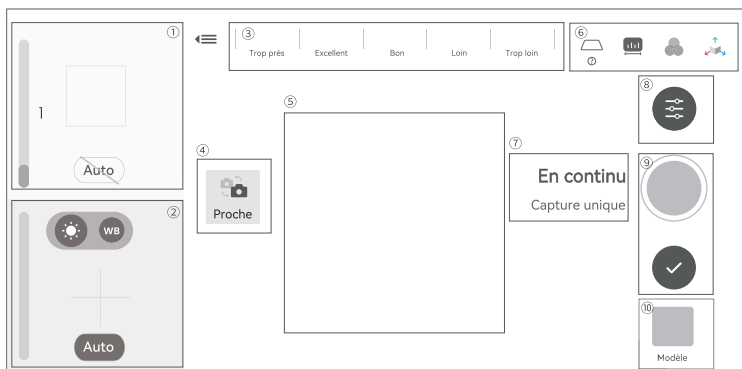 ①
1
Auto
②
WB
Auto
③
Trop près
Excellent
Bon
Loin
Trop loin
④
Proche
⑤
⑥
?
⑦
En continu
Capture unique
⑧
⑨
⑩
Modèle